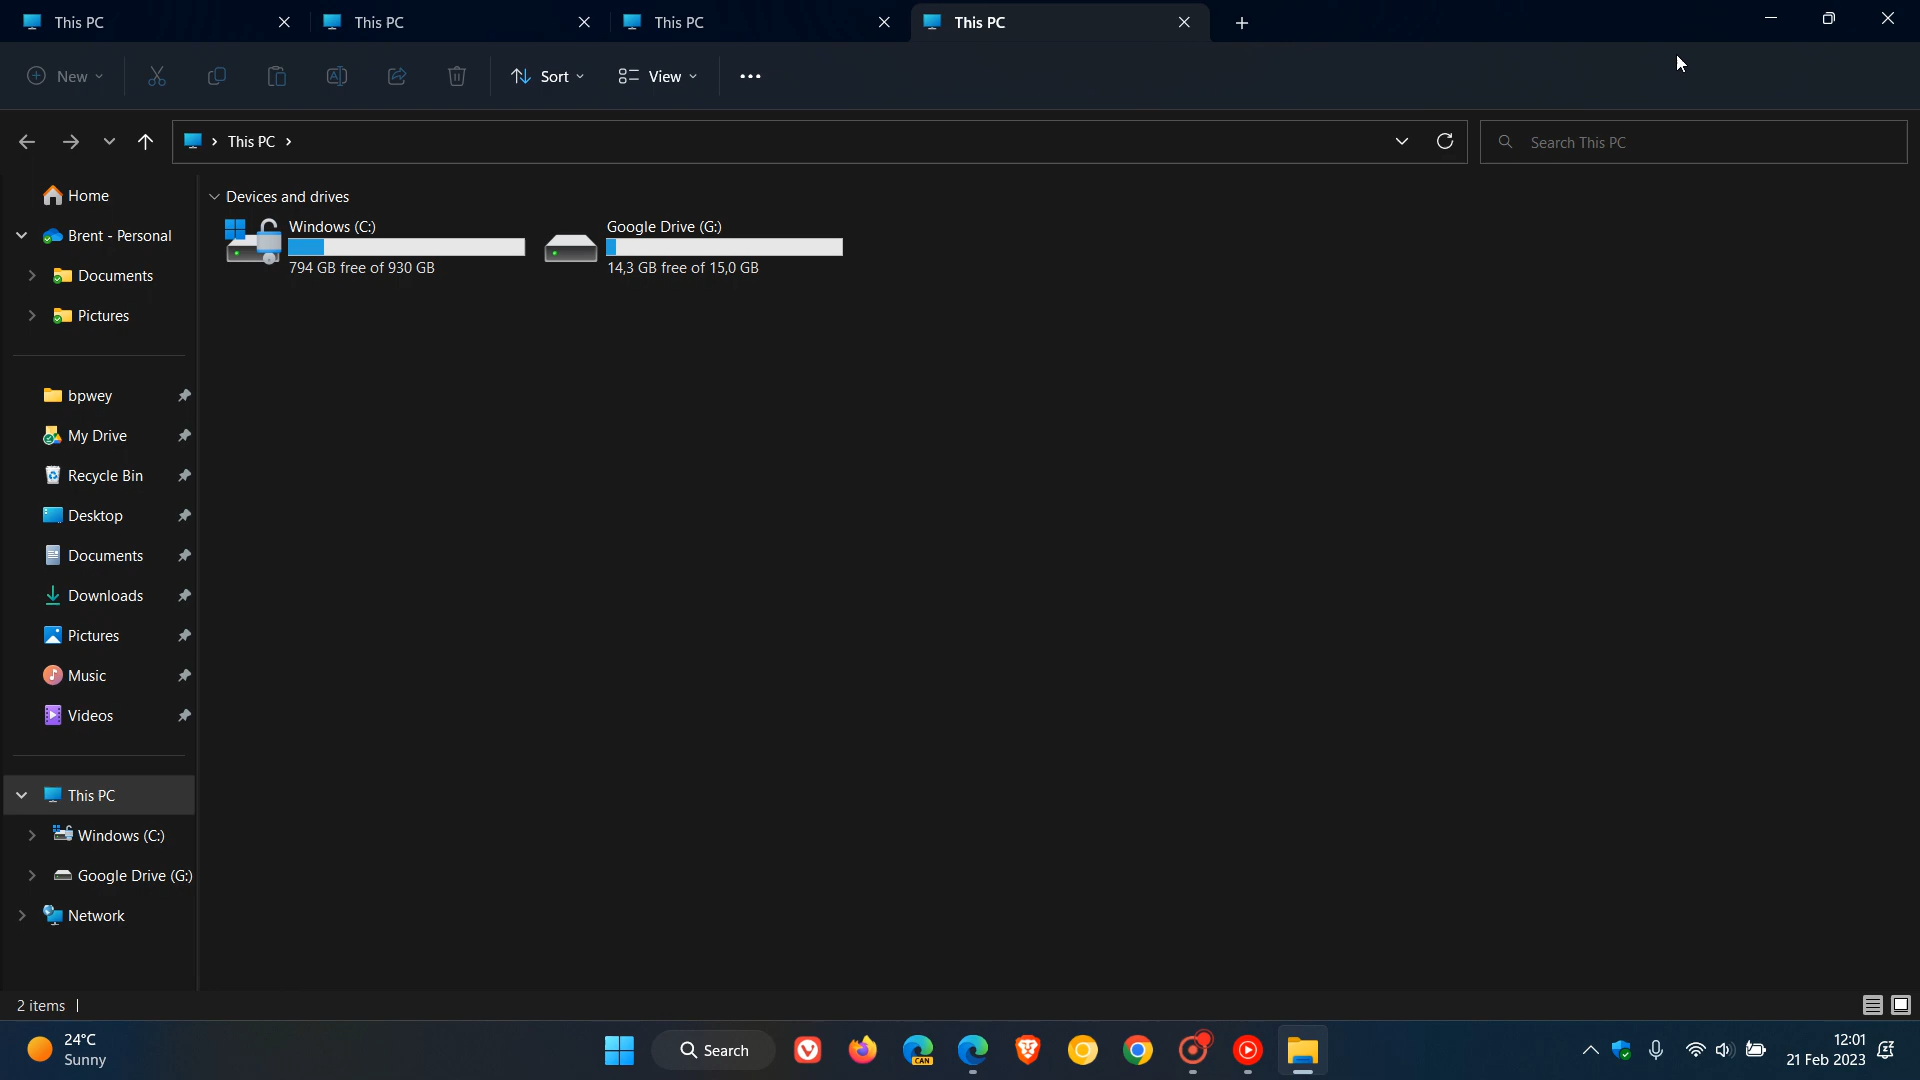 This PC
This PC
This PC
This PC
New
Sort
View
This PC
Search This PC
Home
Brent - Personal
Documents
Pictures
bpwey
My Drive
Recycle Bin
Desktop
Documents
Downloads
Pictures
Music
Videos
This PC
Windows (C:)
Google Drive (G:)
Network
Devices and drives
Windows (C:)
794 GB free of 930 GB
Google Drive (G:)
14,3 GB free of 15,0 GB
2 items
24°C
Sunny
Search
CAN
12:01
21 Feb 2023